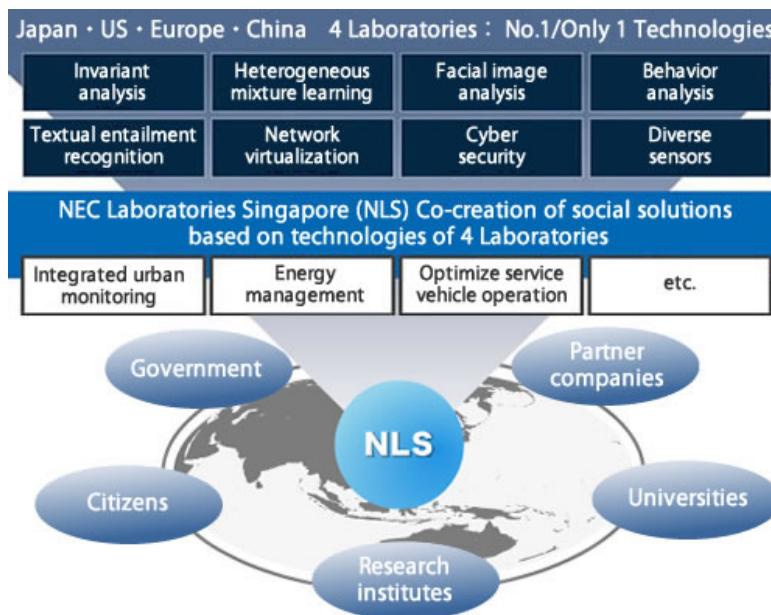 Japan・US・Europe・China 4 Laboratories： No.1/Only 1 Technologies
Invariant
analysis
Heterogeneous
mixture learning
Facial image
analysis
Behavior
analysis
Textual entailment
recognition
Network
virtualization
Cyber
security
Diverse
sensors
NEC Laboratories Singapore (NLS) Co-creation of social solutions
based on technologies of 4 Laboratories
Integrated urban
monitoring
Energy
management
Optimize service
vehicle operation
etc.
Government
Partner
companies
NLS
Citizens
Universities
Research
institutes